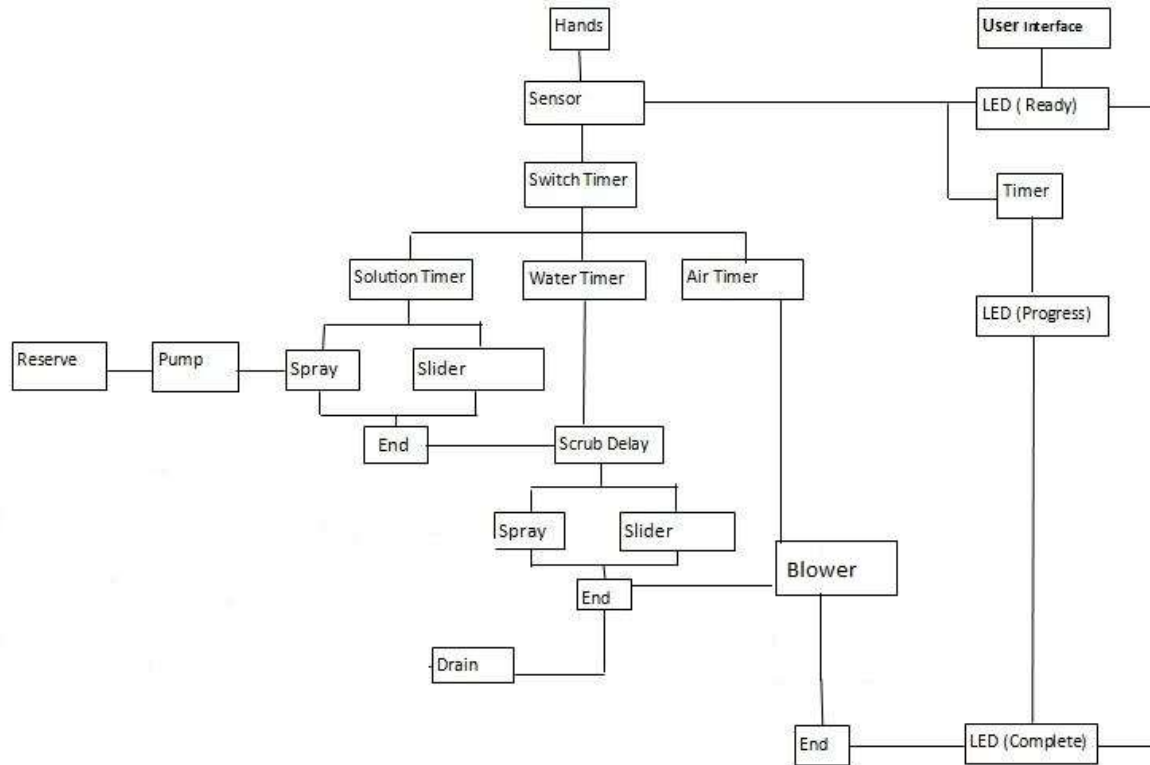 Hands
User Interface
Sensor
LED ( Ready)
Switch Timer
Timer
Solution Timer
Water Timer
Air Timer
LED (Progress)
Reserve
Pump
Spray
Slider
End
Scrub Delay
Spray
Slider
Blower
End
Drain
End
LED (Complete)